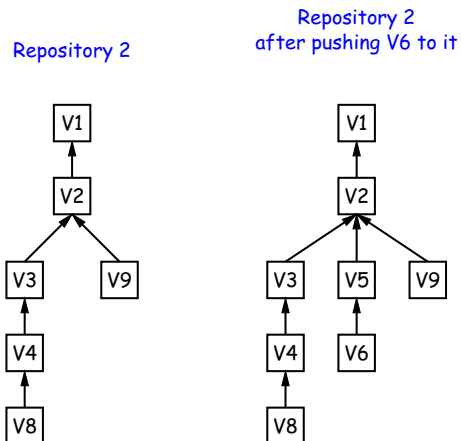 Repository 2
V1
V2
V3
V9
V4
V8
Repository 2
after pushing V6 to it
V1
V2
V3
V5
V9
V4
V6
V8